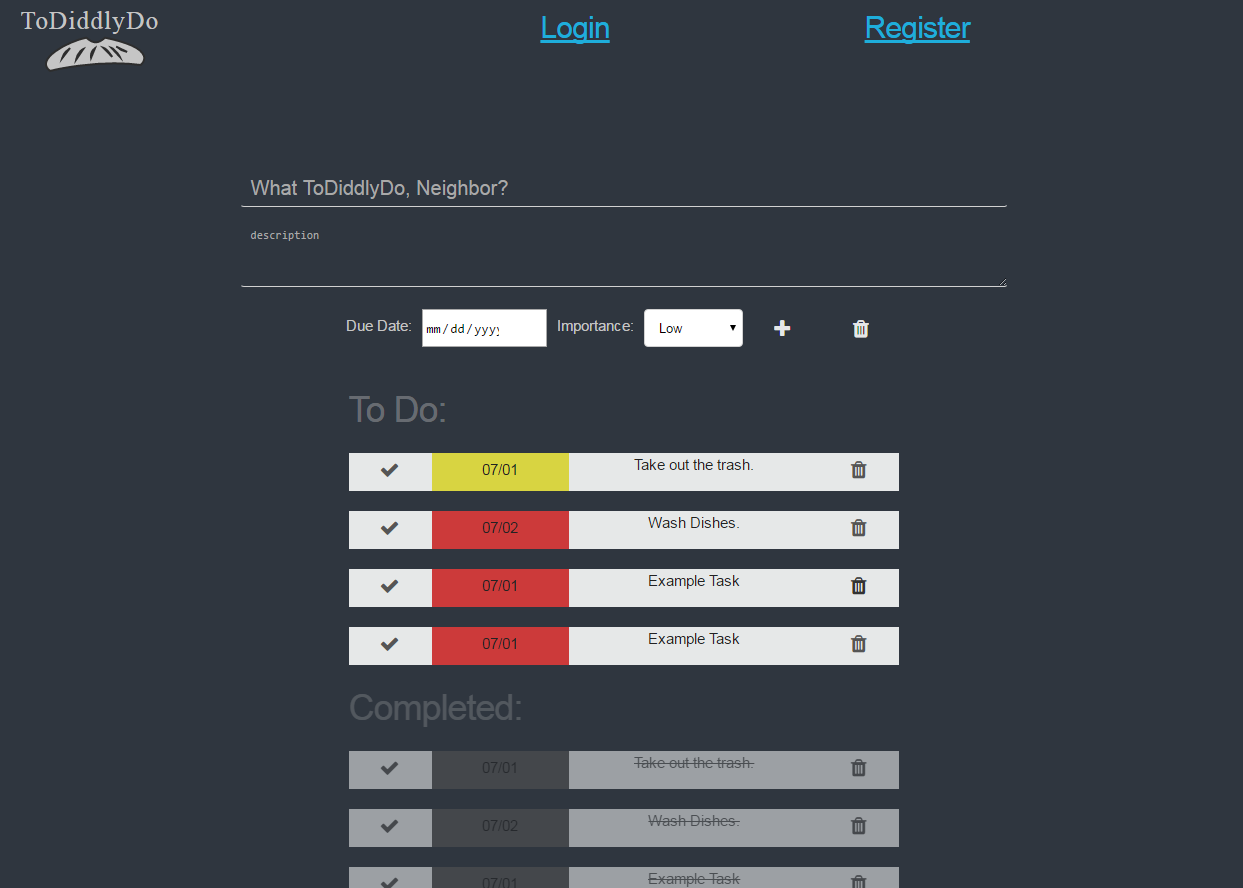 ToDiddlyDo
Login
Register
What ToDiddlyDo, Neighbor?
description
Due Date: mm/dd/yyyy Importance: Low
To Do:
07/01 Take out the trash.
07/02 Wash Dishes.
07/01 Example Task
07/01 Example Task
Completed:
07/01 Take out the trash.
07/02 Wash Dishes.
07/01 Example Task